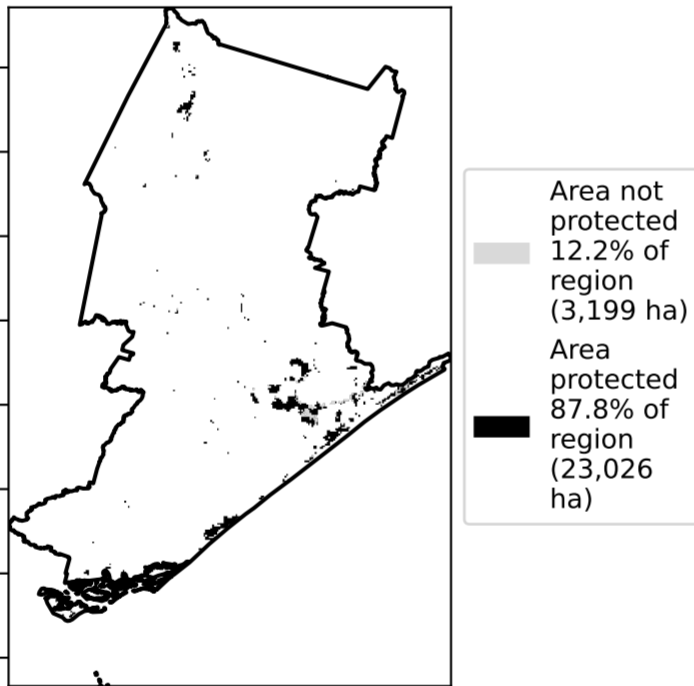 Area not
protected
12.2% of
region
(3,199 ha)
Area
protected
87.8% of
region
(23,026
ha)